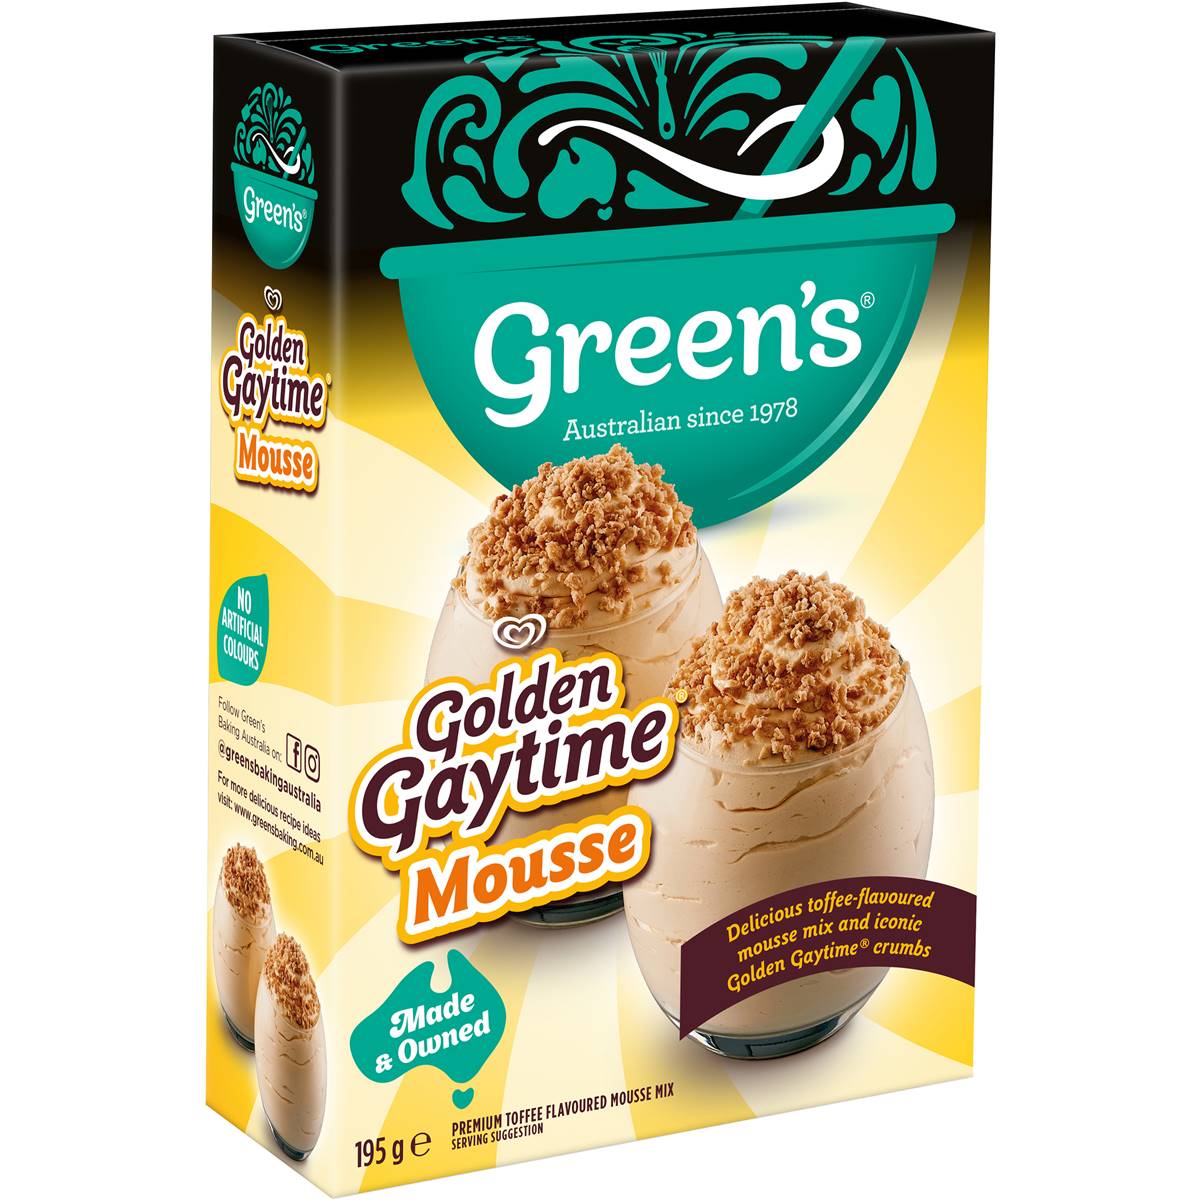 Green's
Green's®
Golden
Gaytime®
Mousse
NO
ARTIFICIAL
COLOURS
Follow Green's
Baking Australia on:
@greensbakingaustralia
For more delicious recipe ideas
visit: www.greensbaking.com.au
Green's®
Australian since 1978
Golden
Gaytime®
Mousse
Delicious toffee-flavoured
mousse mix and iconic
Golden Gaytime® crumbs
Made
& Owned
195 g e
PREMIUM TOFFEE FLAVOURED MOUSSE MIX
SERVING SUGGESTION